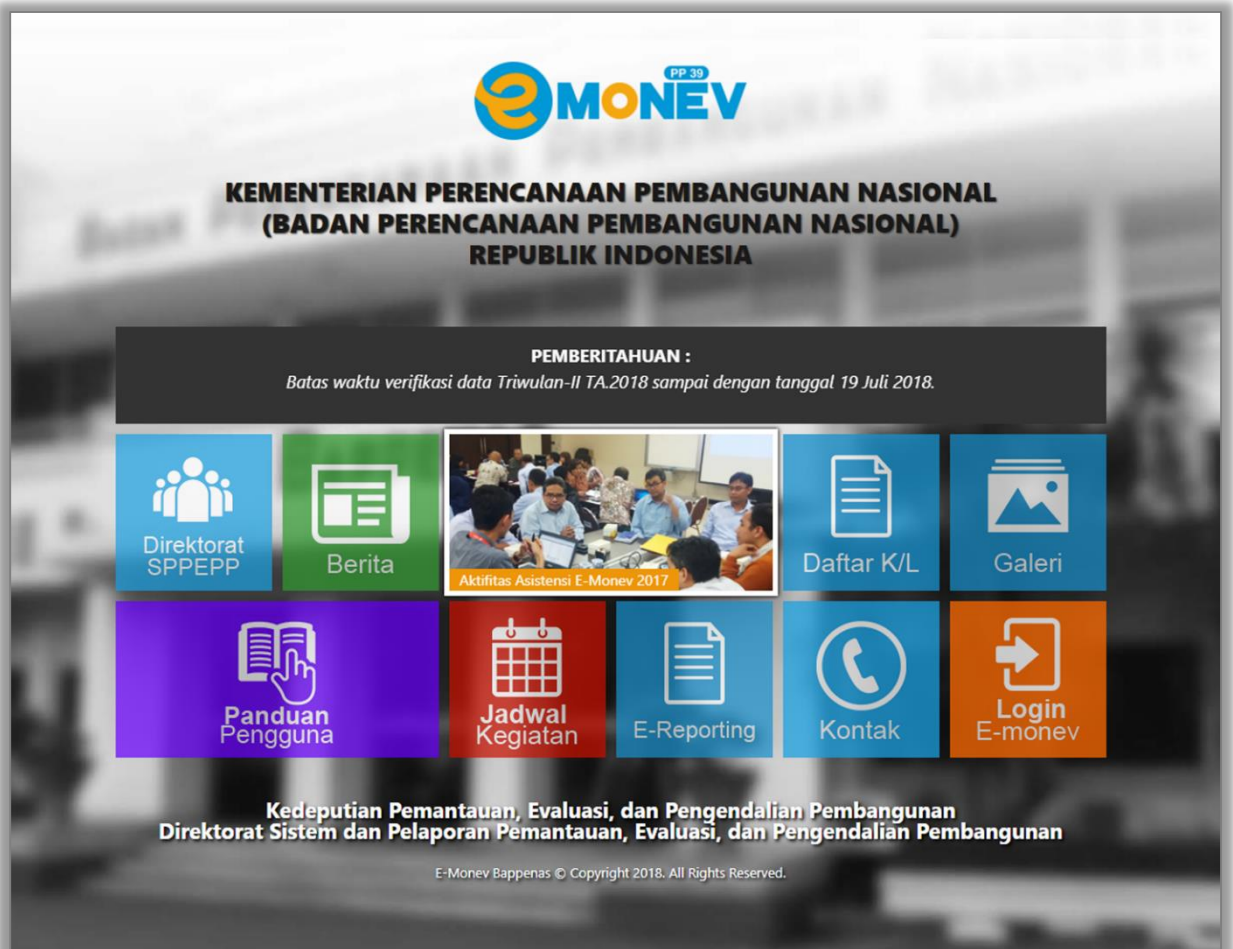 PP 39
eMONEV
KEMENTERIAN PERENCANAAN PEMBANGUNAN NASIONAL
(BADAN PERENCANAAN PEMBANGUNAN NASIONAL)
REPUBLIK INDONESIA
PEMBERITAHUAN :
Batas waktu verifikasi data Triwulan-II TA.2018 sampai dengan tanggal 19 Juli 2018.
Direktorat
SPPEPP
Berita
Aktifitas Asistensi E-Monev 2017
Daftar K/L
Galeri
Panduan
Pengguna
Jadwal
Kegiatan
E-Reporting
Kontak
Login
E-monev
Kedeputian Pemantauan, Evaluasi, dan Pengendalian Pembangunan
Direktorat Sistem dan Pelaporan Pemantauan, Evaluasi, dan Pengendalian Pembangunan
E-Monev Bappenas © Copyright 2018. All Rights Reserved.